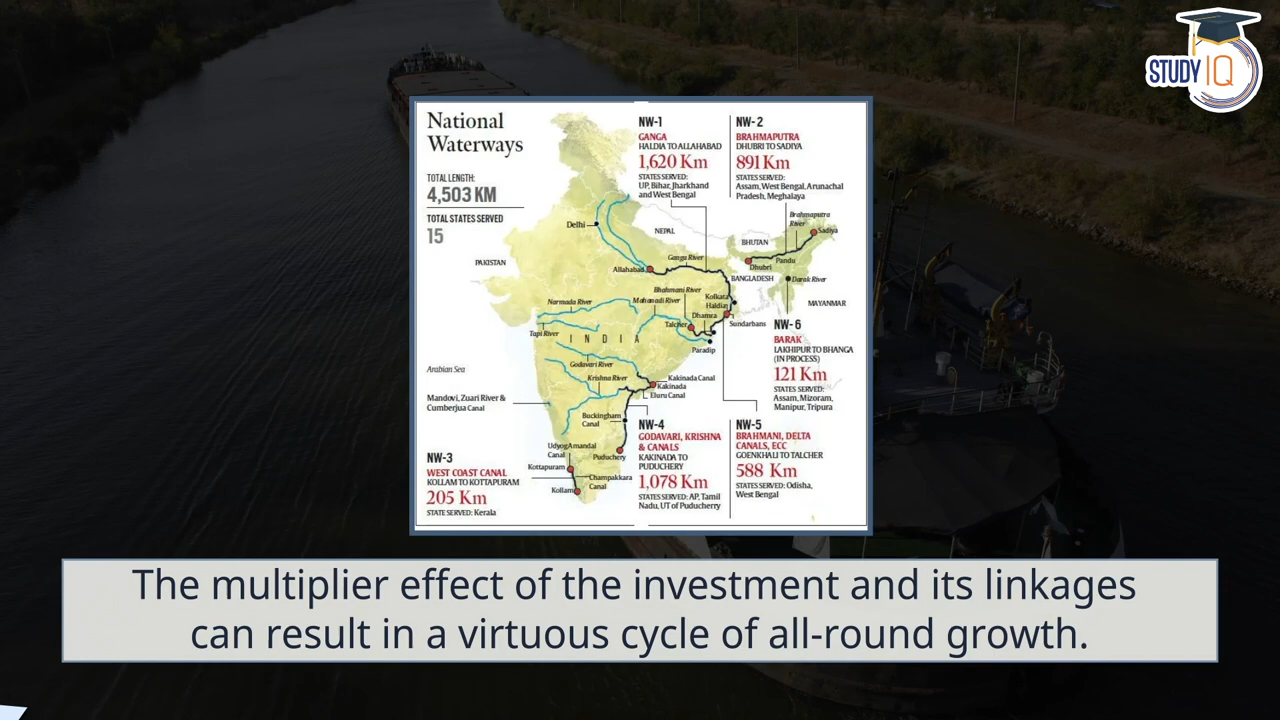 STUDY IQ
National
Waterways
TOTAL LENGTH:
4,503 KM
TOTAL STATES SERVED
15
NW-1
GANGA
HALDIA TO ALLAHABAD
1,620 Km
STATES SERVED:
UP, Bihar, Jharkhand
and West Bengal
NW-2
BRAHMAPUTRA
DHUBRI TO SADIYA
891 Km
STATES SERVED:
Assam, West Bengal, Arunachal
Pradesh, Meghalaya
Delhi
NEPAL
Brahmaputra
River
Sadiya
BHUTAN
PAKISTAN
Allahabad
Ganga River
Dhubri
Pandu
BANGLADESH
Darak River
MAYANMAR
Narmada River
Bhahmani River
Mahanadi River
Kolkata
Haldia
Dhamra
Talcher
Sundarbans
Tapi River
INDIA
Paradip
NW-6
BARAK
LAKHIPUR TO BHANGA
(IN PROCESS)
121 Km
STATES SERVED:
Assam, Mizoram,
Manipur, Tripura
Arabian Sea
Godavari River
Krishna River
Kakinada Canal
Kakinada
Eluru Canal
Mandovi, Zuari River &
Cumberjua Canal
Buckingham
Canal
Udyog Amandal
Canal
Puducherry
Kottapuram
Champakkara
Canal
Kollam
NW-3
WEST COAST CANAL
KOLLAM TO KOTTAPURAM
205 Km
STATE SERVED: Kerala
NW-4
GODAVARI, KRISHNA
& CANALS
KAKINADA TO
PUDUCHERY
1,078 Km
STATES SERVED: AP, Tamil
Nadu, UT of Puducherry
NW-5
BRAHMANI, DELTA
CANALS, ECC
GOENKHALI TO TALCHER
588 Km
STATES SERVED: Odisha,
West Bengal
The multiplier effect of the investment and its linkages
can result in a virtuous cycle of all-round growth.